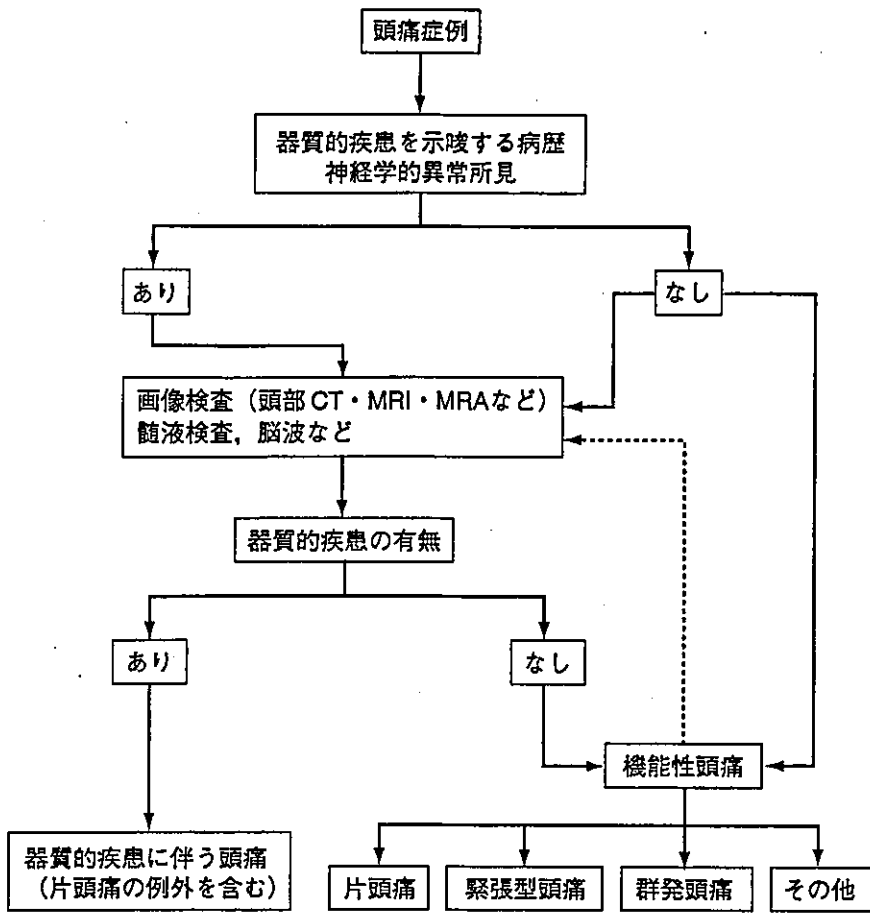 頭痛症例
器質的疾患を示唆する病歴
神経学的異常所見
あり
なし
画像検査（頭部CT・MRI・MRAなど）
髄液検査，脳波など
器質的疾患の有無
あり
なし
機能性頭痛
器質的疾患に伴う頭痛
（片頭痛の例外を含む）
片頭痛
緊張型頭痛
群発頭痛
その他